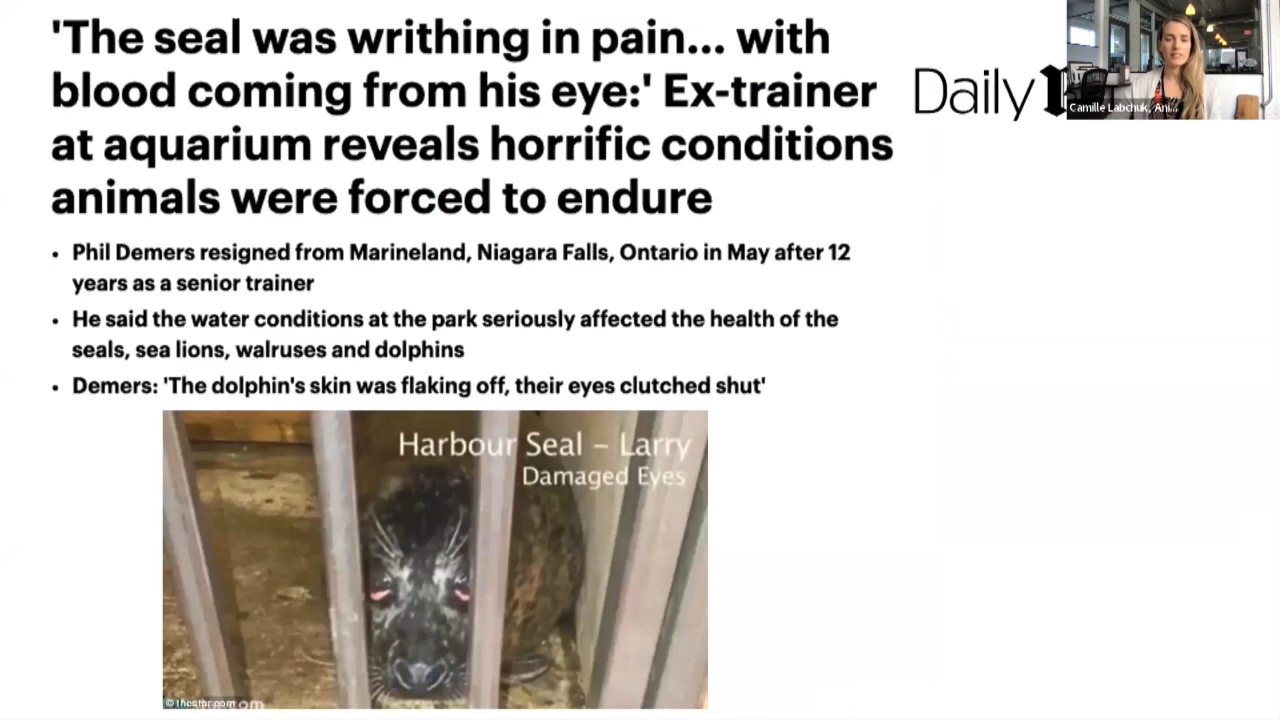 'The seal was writhing in pain... with
blood coming from his eye:' Ex-trainer
at aquarium reveals horrific conditions
animals were forced to endure
Daily
Camille Labchuk, Ani...
• Phil Demers resigned from Marineland, Niagara Falls, Ontario in May after 12
years as a senior trainer
• He said the water conditions at the park seriously affected the health of the
seals, sea lions, walruses and dolphins
• Demers: 'The dolphin's skin was flaking off, their eyes clutched shut'
Harbour Seal – Larry
Damaged Eyes
© thestar.com